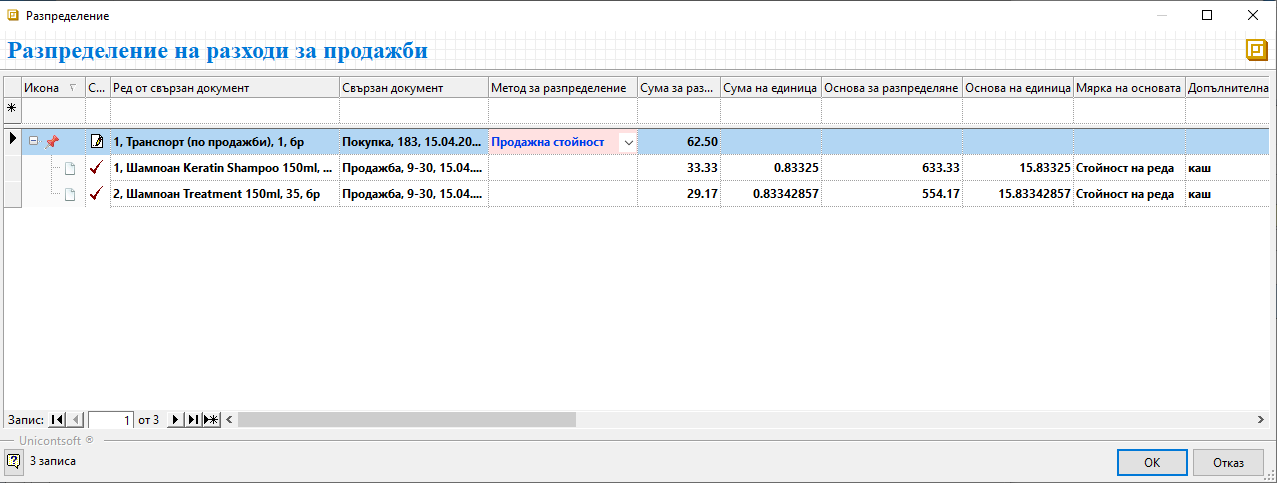 Разпределение
Разпределение на разходи за продажби
Икона С... Ред от свързан документ Свързан документ Метод за разпределение Сума за раз... Сума на единица Основа за разпределяне Основа на единица Мярка на основата Допълнителна
1, Транспорт (по продажби), 1, бр Покупка, 183, 15.04.20... Продажна стойност 62.50
1, Шампоан Keratin Shampoo 150ml, ... Продажба, 9-30, 15.04.... 33.33 0.83325 633.33 15.83325 Стойност на реда каш
2, Шампоан Treatment 150ml, 35, бр Продажба, 9-30, 15.04.... 29.17 0.83342857 554.17 15.83342857 Стойност на реда каш
Запис: 1 от 3
Unicontsoft ®
3 записа OK Отказ